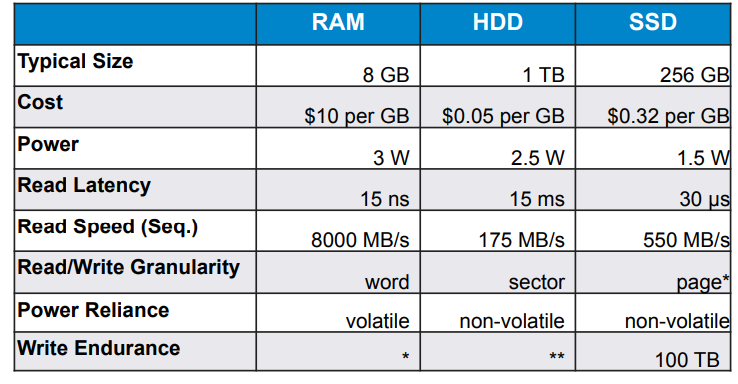 RAM HDD SSD
Typical Size 8 GB 1 TB 256 GB
Cost $10 per GB $0.05 per GB $0.32 per GB
Power 3 W 2.5 W 1.5 W
Read Latency 15 ns 15 ms 30 µs
Read Speed (Seq.) 8000 MB/s 175 MB/s 550 MB/s
Read/Write Granularity word sector page*
Power Reliance volatile non-volatile non-volatile
Write Endurance * ** 100 TB